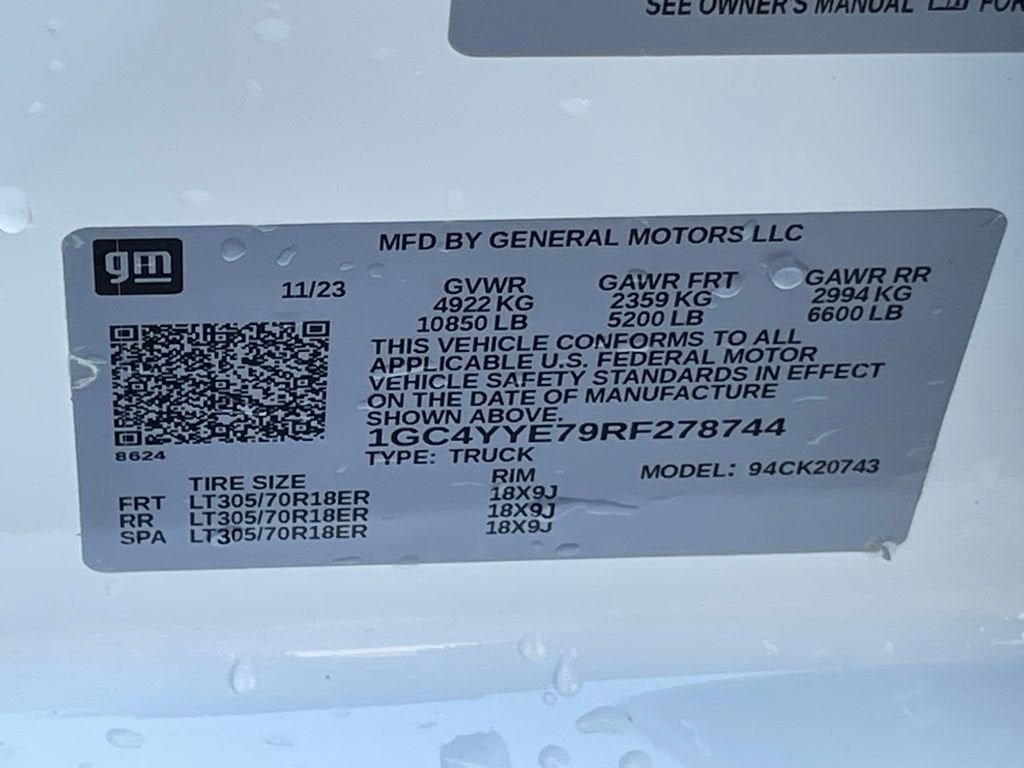 SEE OWNER'S MANUAL FOR
gm
MFD BY GENERAL MOTORS LLC
11/23
GVWR GAWR FRT GAWR RR
4922 KG 2359 KG 2994 KG
10850 LB 5200 LB 6600 LB
THIS VEHICLE CONFORMS TO ALL
APPLICABLE U.S. FEDERAL MOTOR
VEHICLE SAFETY STANDARDS IN EFFECT
ON THE DATE OF MANUFACTURE
SHOWN ABOVE.
1GC4YYE79RF278744
8624
TYPE: TRUCK MODEL: 94CK20743
TIRE SIZE RIM
FRT LT305/70R18ER 18X9J
RR LT305/70R18ER 18X9J
SPA LT305/70R18ER 18X9J